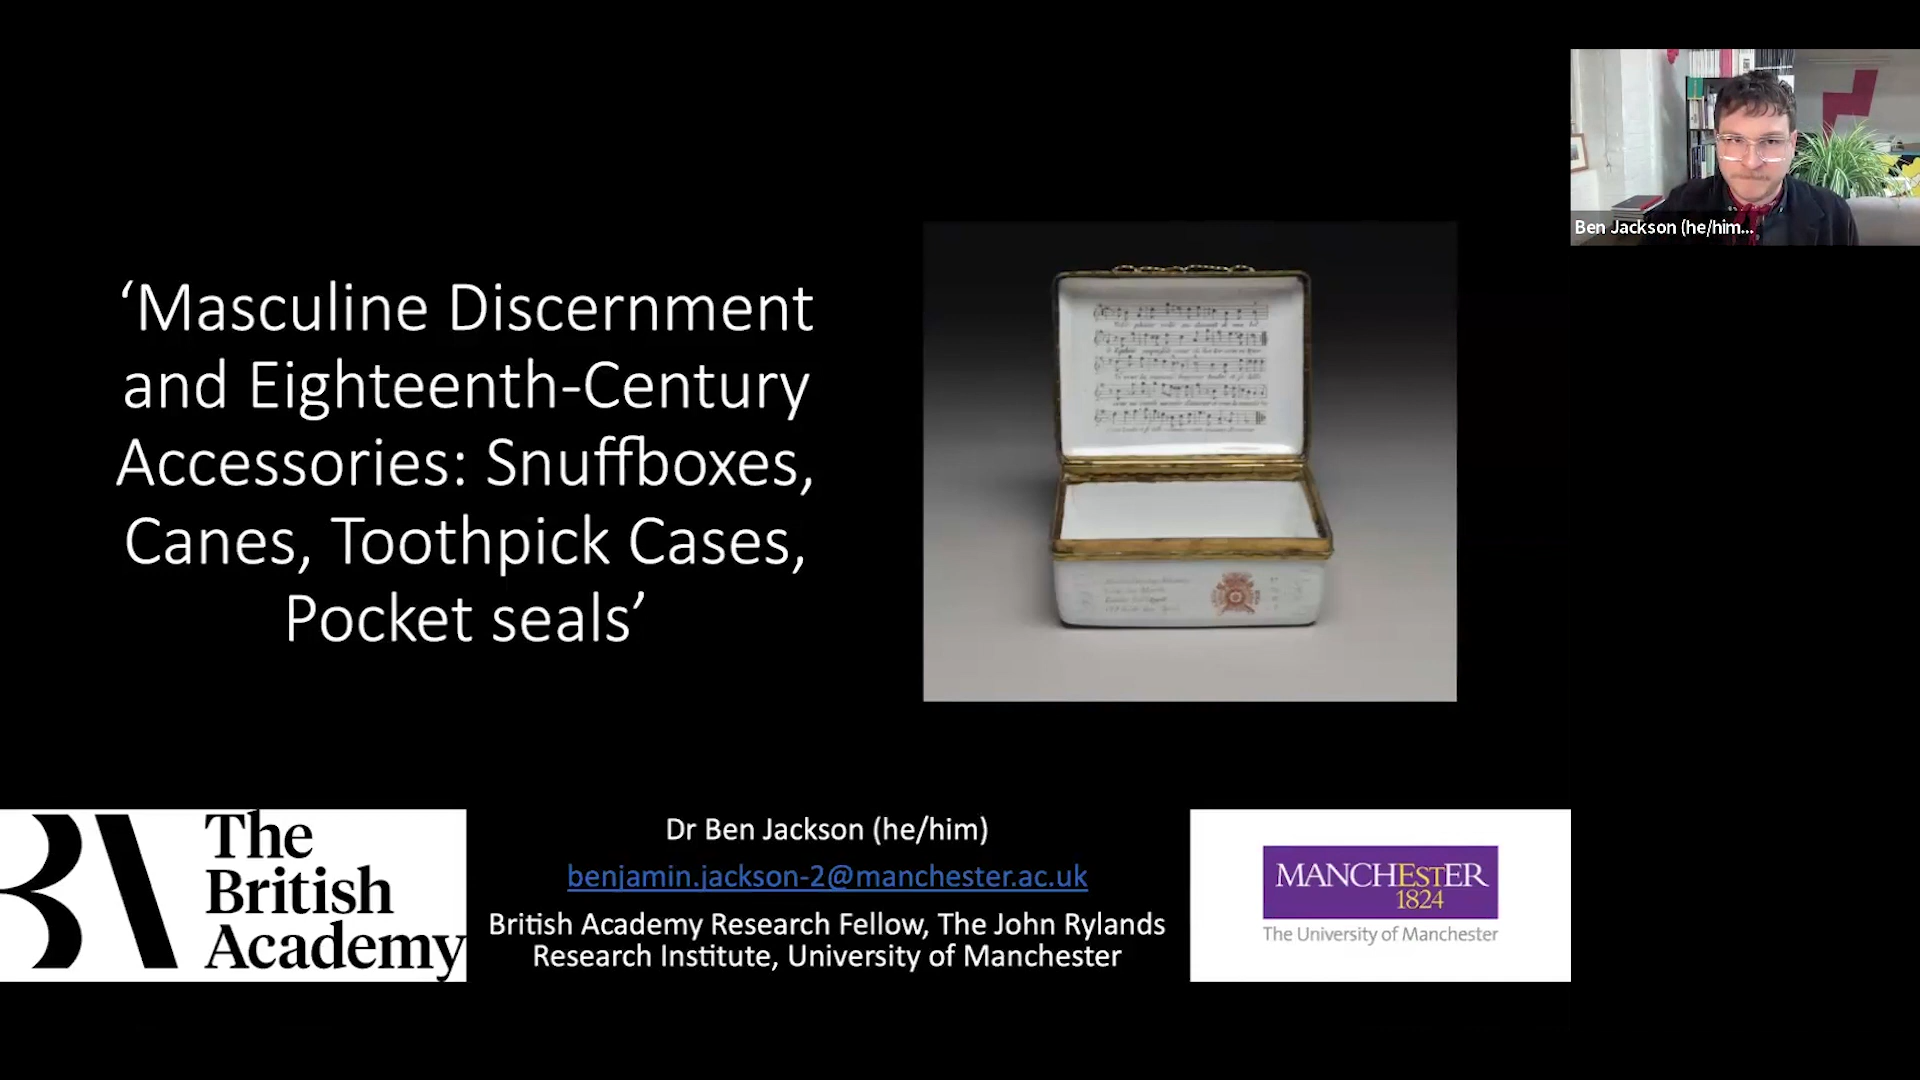 ‘Masculine Discernment
and Eighteenth-Century
Accessories: Snuffboxes,
Canes, Toothpick Cases,
Pocket seals’
Ben Jackson (he/him...
The
British
Academy
Dr Ben Jackson (he/him)
benjamin.jackson-2@manchester.ac.uk
British Academy Research Fellow, The John Rylands
Research Institute, University of Manchester
MANCHEStER
1824
The University of Manchester